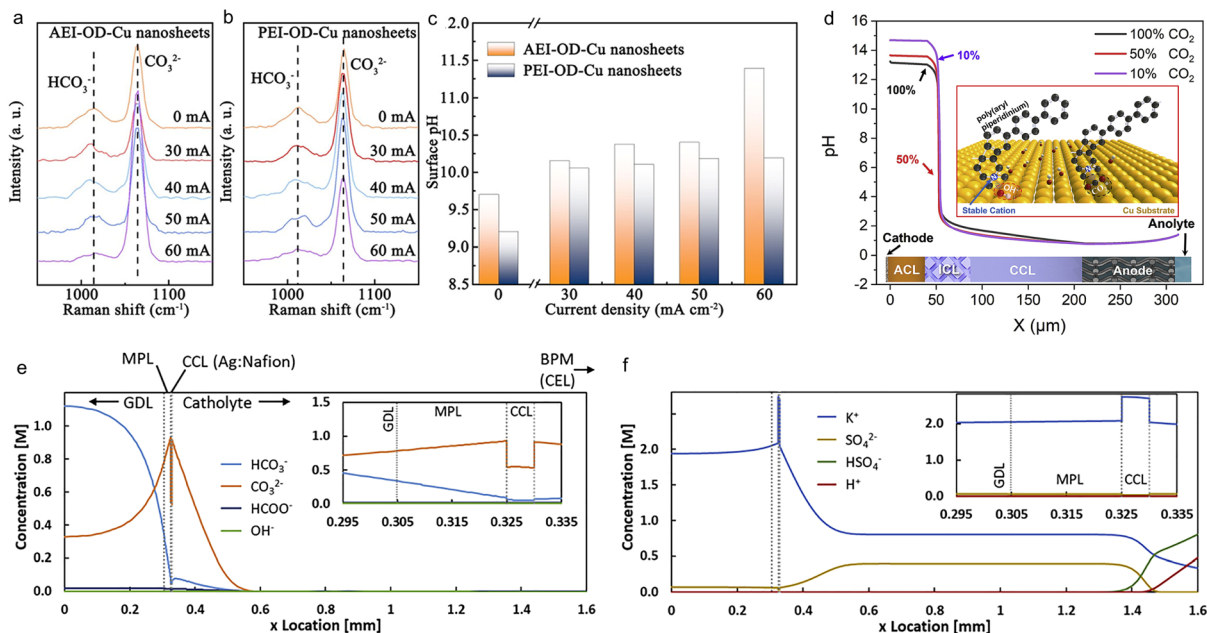 a
AEI-OD-Cu nanosheets
HCO₃⁻
CO₃²⁻
0 mA
30 mA
40 mA
50 mA
60 mA
Intensity (a. u.)
1000
1100
Raman shift (cm⁻¹)
b
PEI-OD-Cu nanosheets
HCO₃⁻
CO₃²⁻
0 mA
30 mA
40 mA
50 mA
60 mA
Intensity (a. u.)
1000
1100
Raman shift (cm⁻¹)
c
AEI-OD-Cu nanosheets
PEI-OD-Cu nanosheets
Surface pH
12.0
11.5
11.0
10.5
10.0
9.5
9.0
8.5
0
30
40
50
60
Current density (mA cm⁻²)
d
100% CO₂
50% CO₂
10% CO₂
10%
100%
50%
poly(aryl
piperidinium)
OH⁻
CO₂
Stable Cation
Cu Substrate
Cathode
Anolyte
ACL
ICL
CCL
Anode
pH
16
14
12
10
8
6
4
2
0
-2
0
50
100
150
200
250
300
X (μm)
e
MPL
CCL (Ag:Nafion)
BPM
(CEL)
GDL
Catholyte
HCO₃⁻
CO₃²⁻
HCOO⁻
OH⁻
GDL
MPL
CCL
1.5
1.0
0.5
0.0
0.295
0.305
0.315
0.325
0.335
Concentration [M]
1.0
0.8
0.6
0.4
0.2
0.0
0
0.2
0.4
0.6
0.8
1
1.2
1.4
1.6
x Location [mm]
f
K⁺
SO₄²⁻
HSO₄⁻
H⁺
GDL
MPL
CCL
2.0
1.0
0.0
0.295
0.305
0.315
0.325
0.335
Concentration [M]
2.0
1.5
1.0
0.5
0.0
0
0.2
0.4
0.6
0.8
1
1.2
1.4
1.6
x Location [mm]